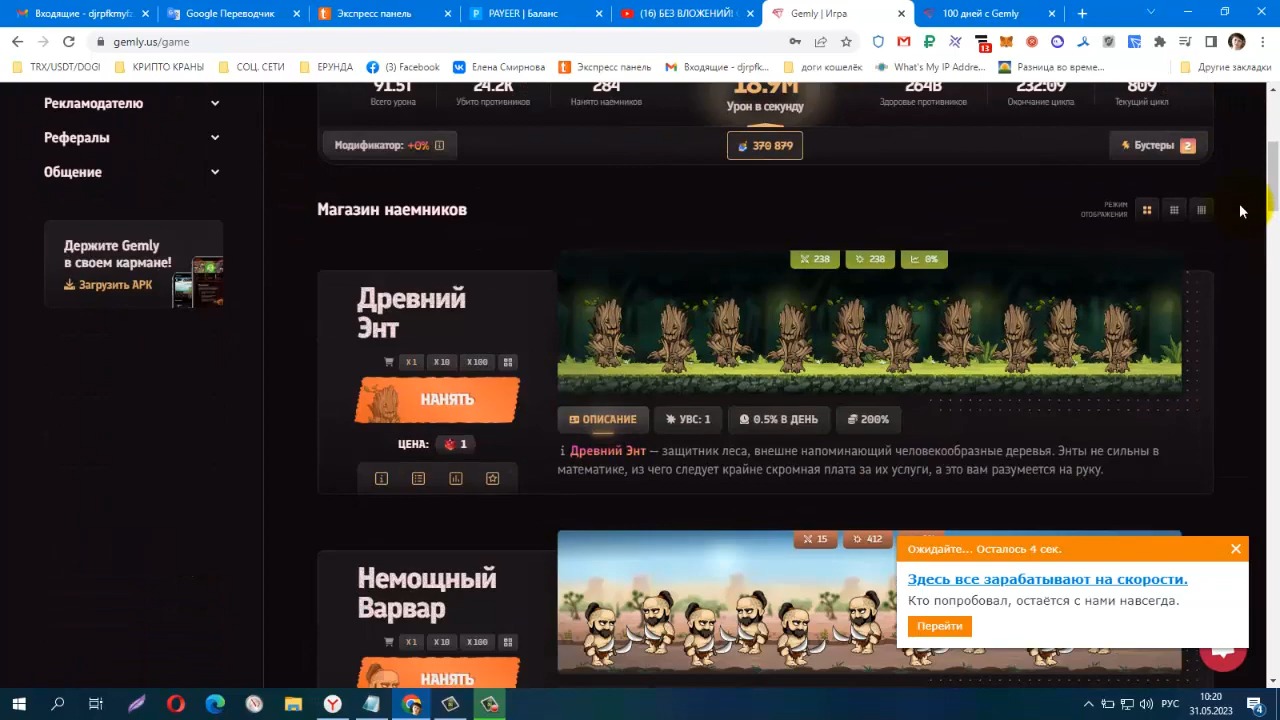 Входящие - djrpkmyfz
Google Переводчик
Экспресс панель
PAYEER | Баланс
(16) БЕЗ ВЛОЖЕНИЙ!
Gemly | Игра
100 дней с Gemly
gemly.us/game
13
TRX/USDT/DOGI
КРИПТО КРАНЫ
СОЦ. СЕТИ
ЕРУНДА
(3) Facebook
Елена Смирнова
Экспресс панель
Входящие - djrpfk...
доги кошелёк
What's My IP Addre...
Разница во време...
Другие закладки
Рекламодателю
Рефералы
Общение
Держите Gemly
в своем кармане!
Загрузить APK
91.5T
Всего урона
24.2K
Убито противников
284
Нанято наемников
18.9M
Урон в секунду
264B
Здоровье противников
232:09
Окончание цикла
809
Текущий цикл
Модификатор: +0%
370 879
Бустеры 2
Магазин наемников
РЕЖИМ
ОТОБРАЖЕНИЯ
Древний
Энт
X 1 X 10 X 100
НАНЯТЬ
ЦЕНА: 1
238 238 0%
ОПИСАНИЕ УВС: 1 0.5% В ДЕНЬ 200%
Древний Энт — защитник леса, внешне напоминающий человекообразные деревья. Энты не сильны в
математике, из чего следует крайне скромная плата за их услуги, а это вам разумеется на руку.
Немощный
Варвар
X 1 X 10 X 100
НАНЯТЬ
15 412
Ожидайте... Осталось 4 сек.
Здесь все зарабатывают на скорости.
Кто попробовал, остаётся с нами навсегда.
Перейти
РУС
10:20
31.05.2023
4